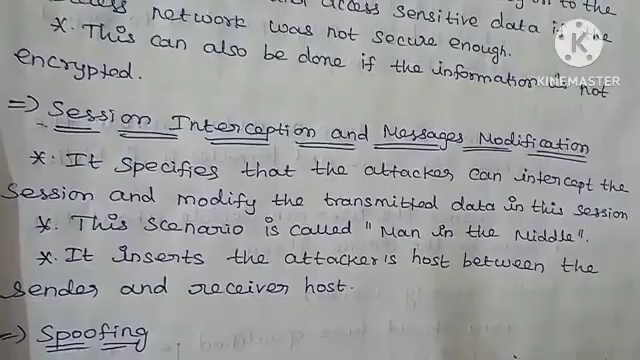 access sensitive data if the
network was not secure enough.
*. This can also be done if the information is not
encrypted.
=> Session Interception and Messages Modification
*. It specifies that the attacker can intercept the
session and modify the transmitted data in this session
*. This scenario is called "Man in the Middle".
*. It inserts the attacker's host between the
sender and receiver host.
=> Spoofing
KINEMASTER